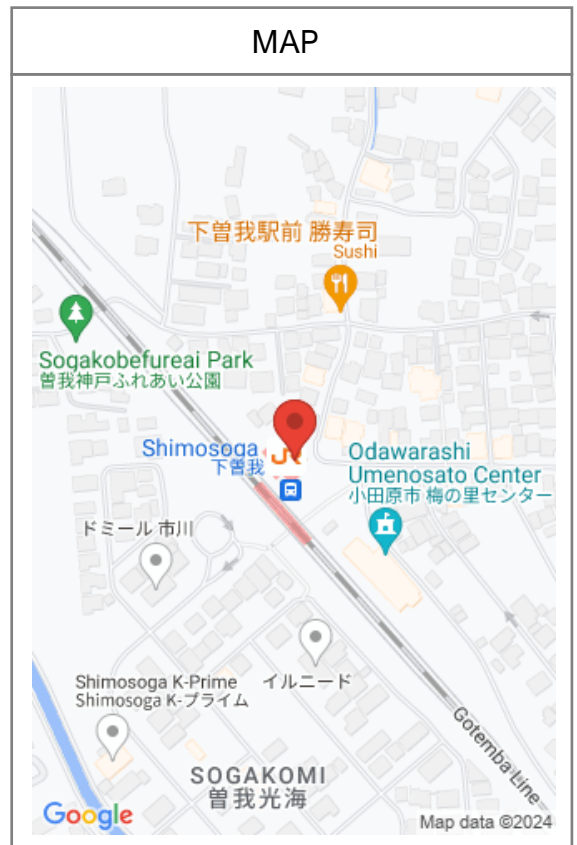 MAP
下曽我駅前 勝寿司
Sushi
Sogakobefureai Park
曽我神戸ふれあい公園
Shimosoga
下曽我
JR
Odawarashi
Umenosato Center
小田原市 梅の里センター
ドミール 市川
Shimosoga K-Prime
Shimosoga K-プライム
イルニード
Gotemba Line
SOGAKOMI
曽我光海
Google
Map data ©2024